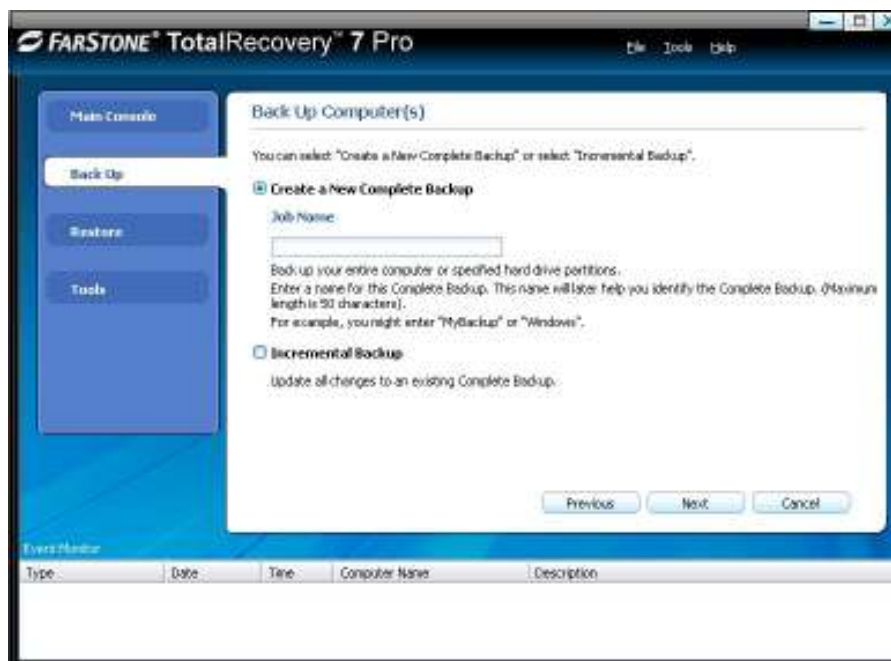 FARSTONE® TotalRecovery™ 7 Pro
File Tools Help
Main Console
Back Up
Restore
Tools
Back Up Computer(s)
You can select "Create a New Complete Backup" or select "Incremental Backup".
Create a New Complete Backup
Job Name
Back up your entire computer or specified hard drive partitions.
Enter a name for this Complete Backup. This name will later help you identify the Complete Backup. (Maximum
length is 50 characters).
For example, you might enter "MyBackup" or "Windows".
Incremental Backup
Update all changes to an existing Complete Backup.
Previous Next Cancel
Event Monitor
Type Date Time Computer Name Description